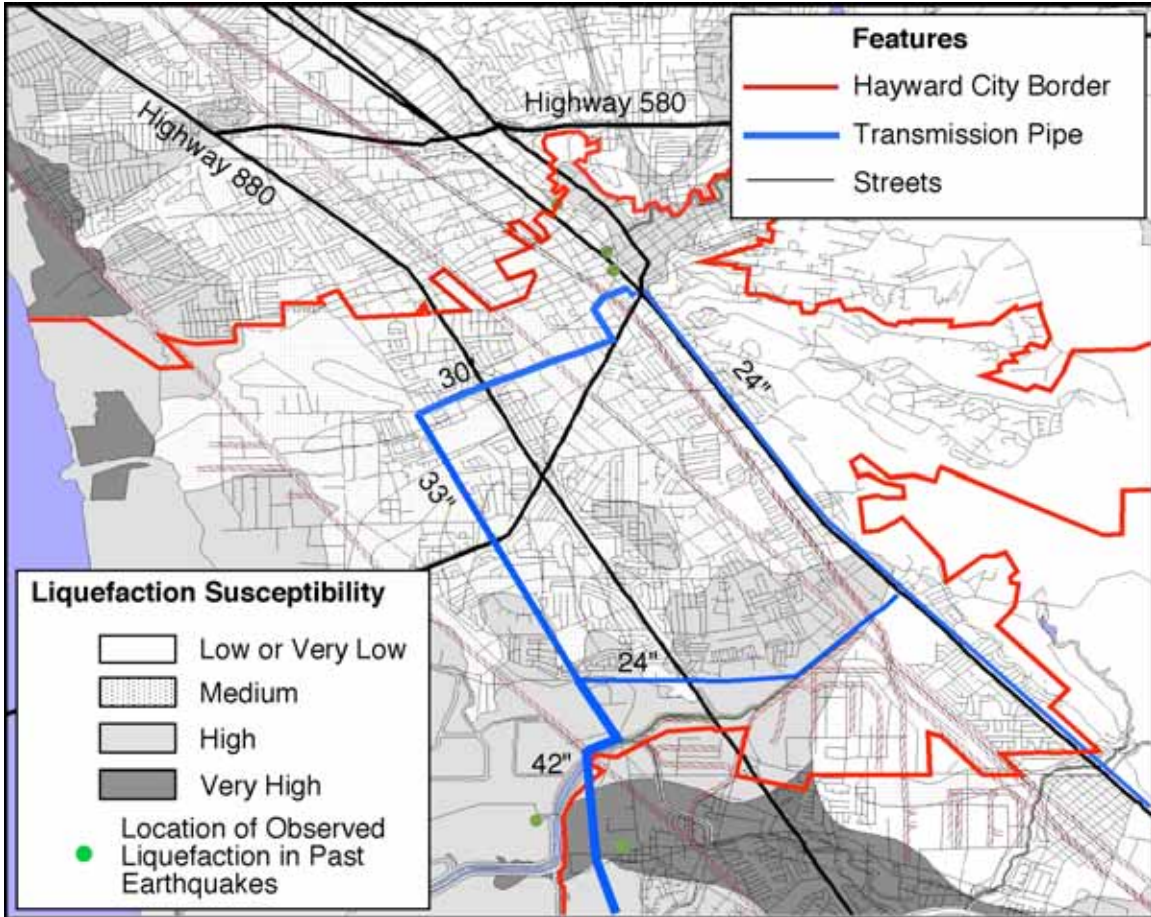 Features
Hayward City Border
Transmission Pipe
Streets
Highway 580
Highway 880
30"
24"
33"
24"
42"
Liquefaction Susceptibility
Low or Very Low
Medium
High
Very High
Location of Observed
Liquefaction in Past
Earthquakes